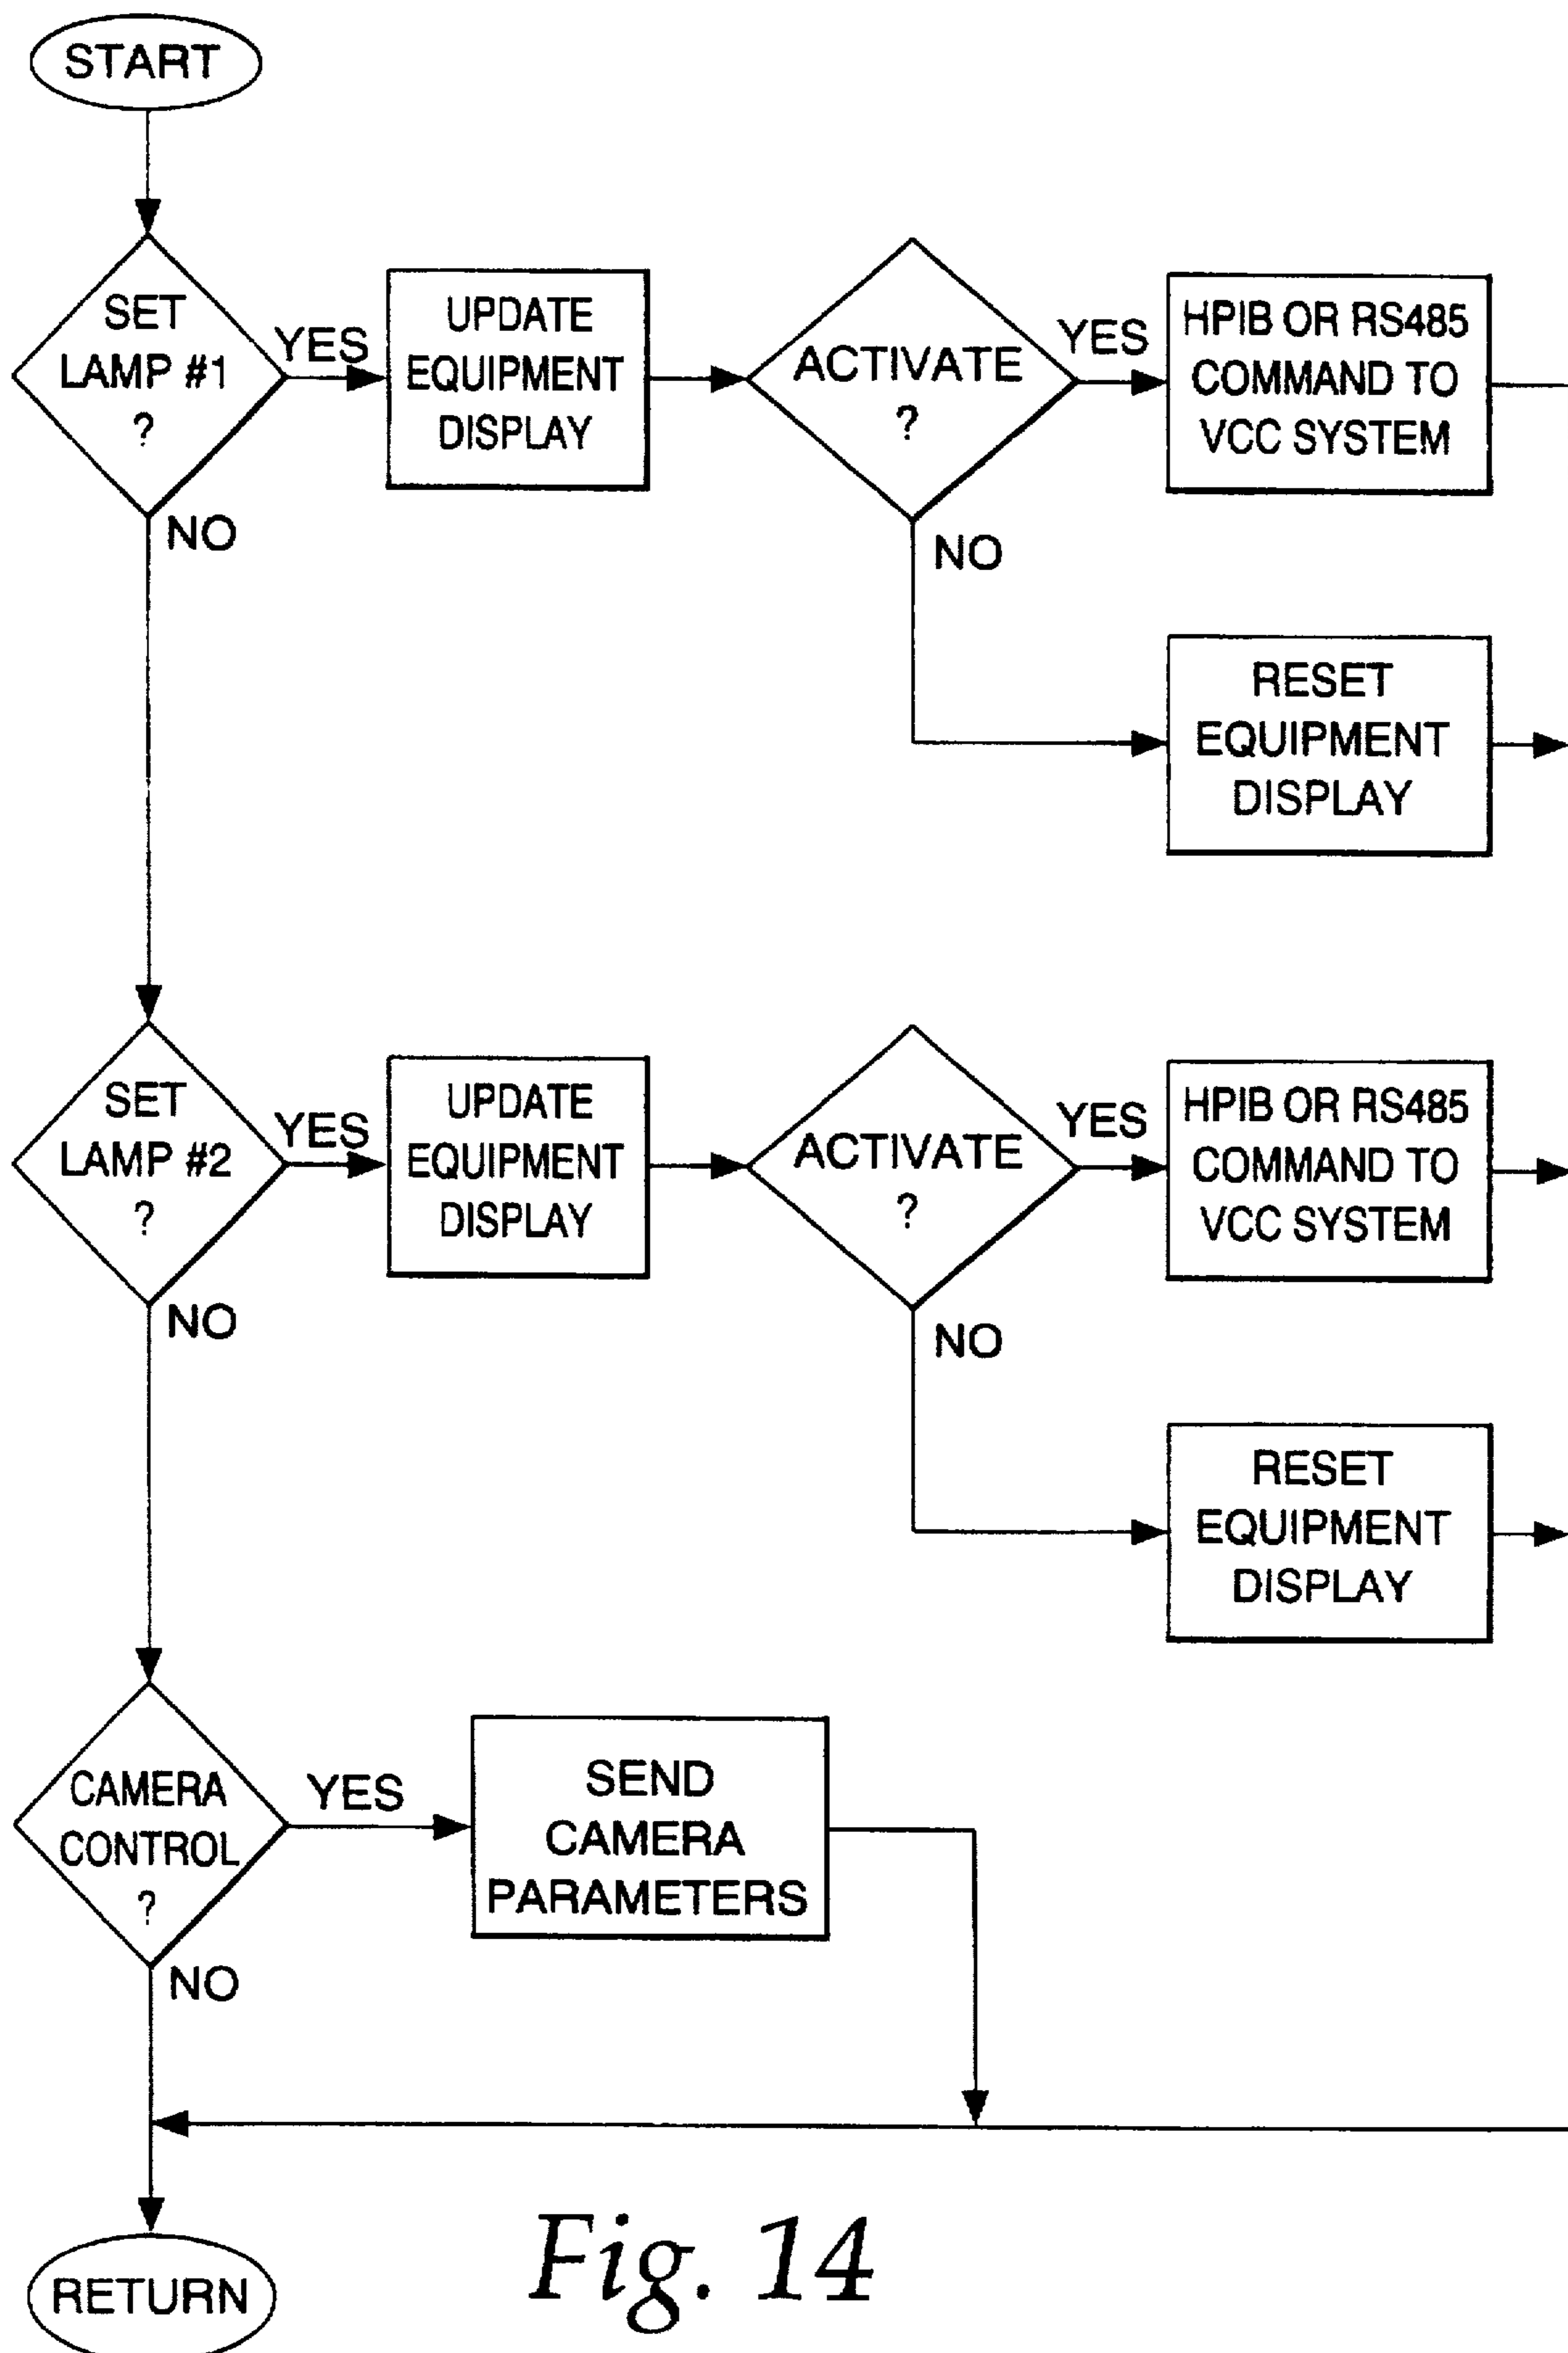 START
SET
LAMP #1
?
YES
NO
UPDATE
EQUIPMENT
DISPLAY
ACTIVATE
?
YES
NO
HPIB OR RS485
COMMAND TO
VCC SYSTEM
RESET
EQUIPMENT
DISPLAY
SET
LAMP #2
?
YES
NO
UPDATE
EQUIPMENT
DISPLAY
ACTIVATE
?
YES
NO
HPIB OR RS485
COMMAND TO
VCC SYSTEM
RESET
EQUIPMENT
DISPLAY
CAMERA
CONTROL
?
YES
NO
SEND
CAMERA
PARAMETERS
RETURN
Fig. 14